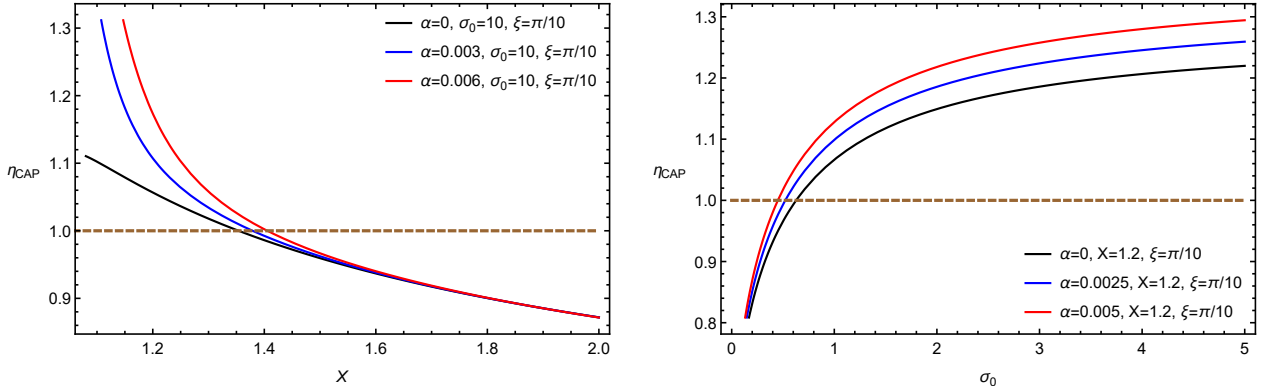 1.3
1.2
1.1
1.0
0.9
η_CAP
1.2 1.4 1.6 1.8 2.0
X
α=0, σ₀=10, ξ=π/10
α=0.003, σ₀=10, ξ=π/10
α=0.006, σ₀=10, ξ=π/10
1.3
1.2
1.1
1.0
0.9
0.8
η_CAP
0 1 2 3 4 5
σ₀
α=0, X=1.2, ξ=π/10
α=0.0025, X=1.2, ξ=π/10
α=0.005, X=1.2, ξ=π/10